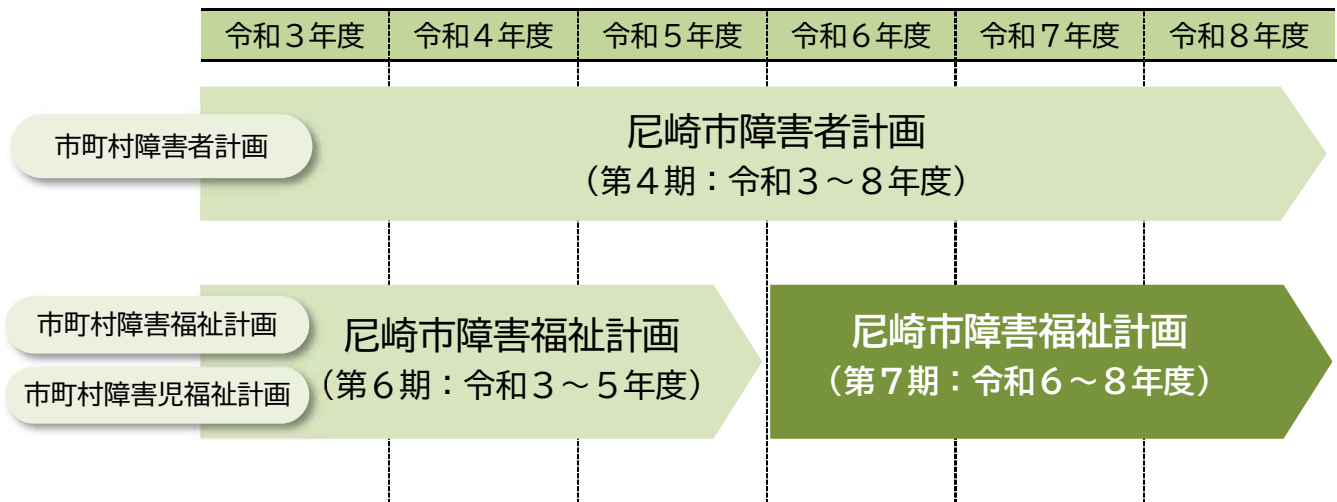 令和３年度 令和４年度 令和５年度 令和６年度 令和７年度 令和８年度
市町村障害者計画
尼崎市障害者計画
（第４期：令和３～８年度）
市町村障害福祉計画
市町村障害児福祉計画
尼崎市障害福祉計画
（第６期：令和３～５年度）
尼崎市障害福祉計画
（第７期：令和６～８年度）